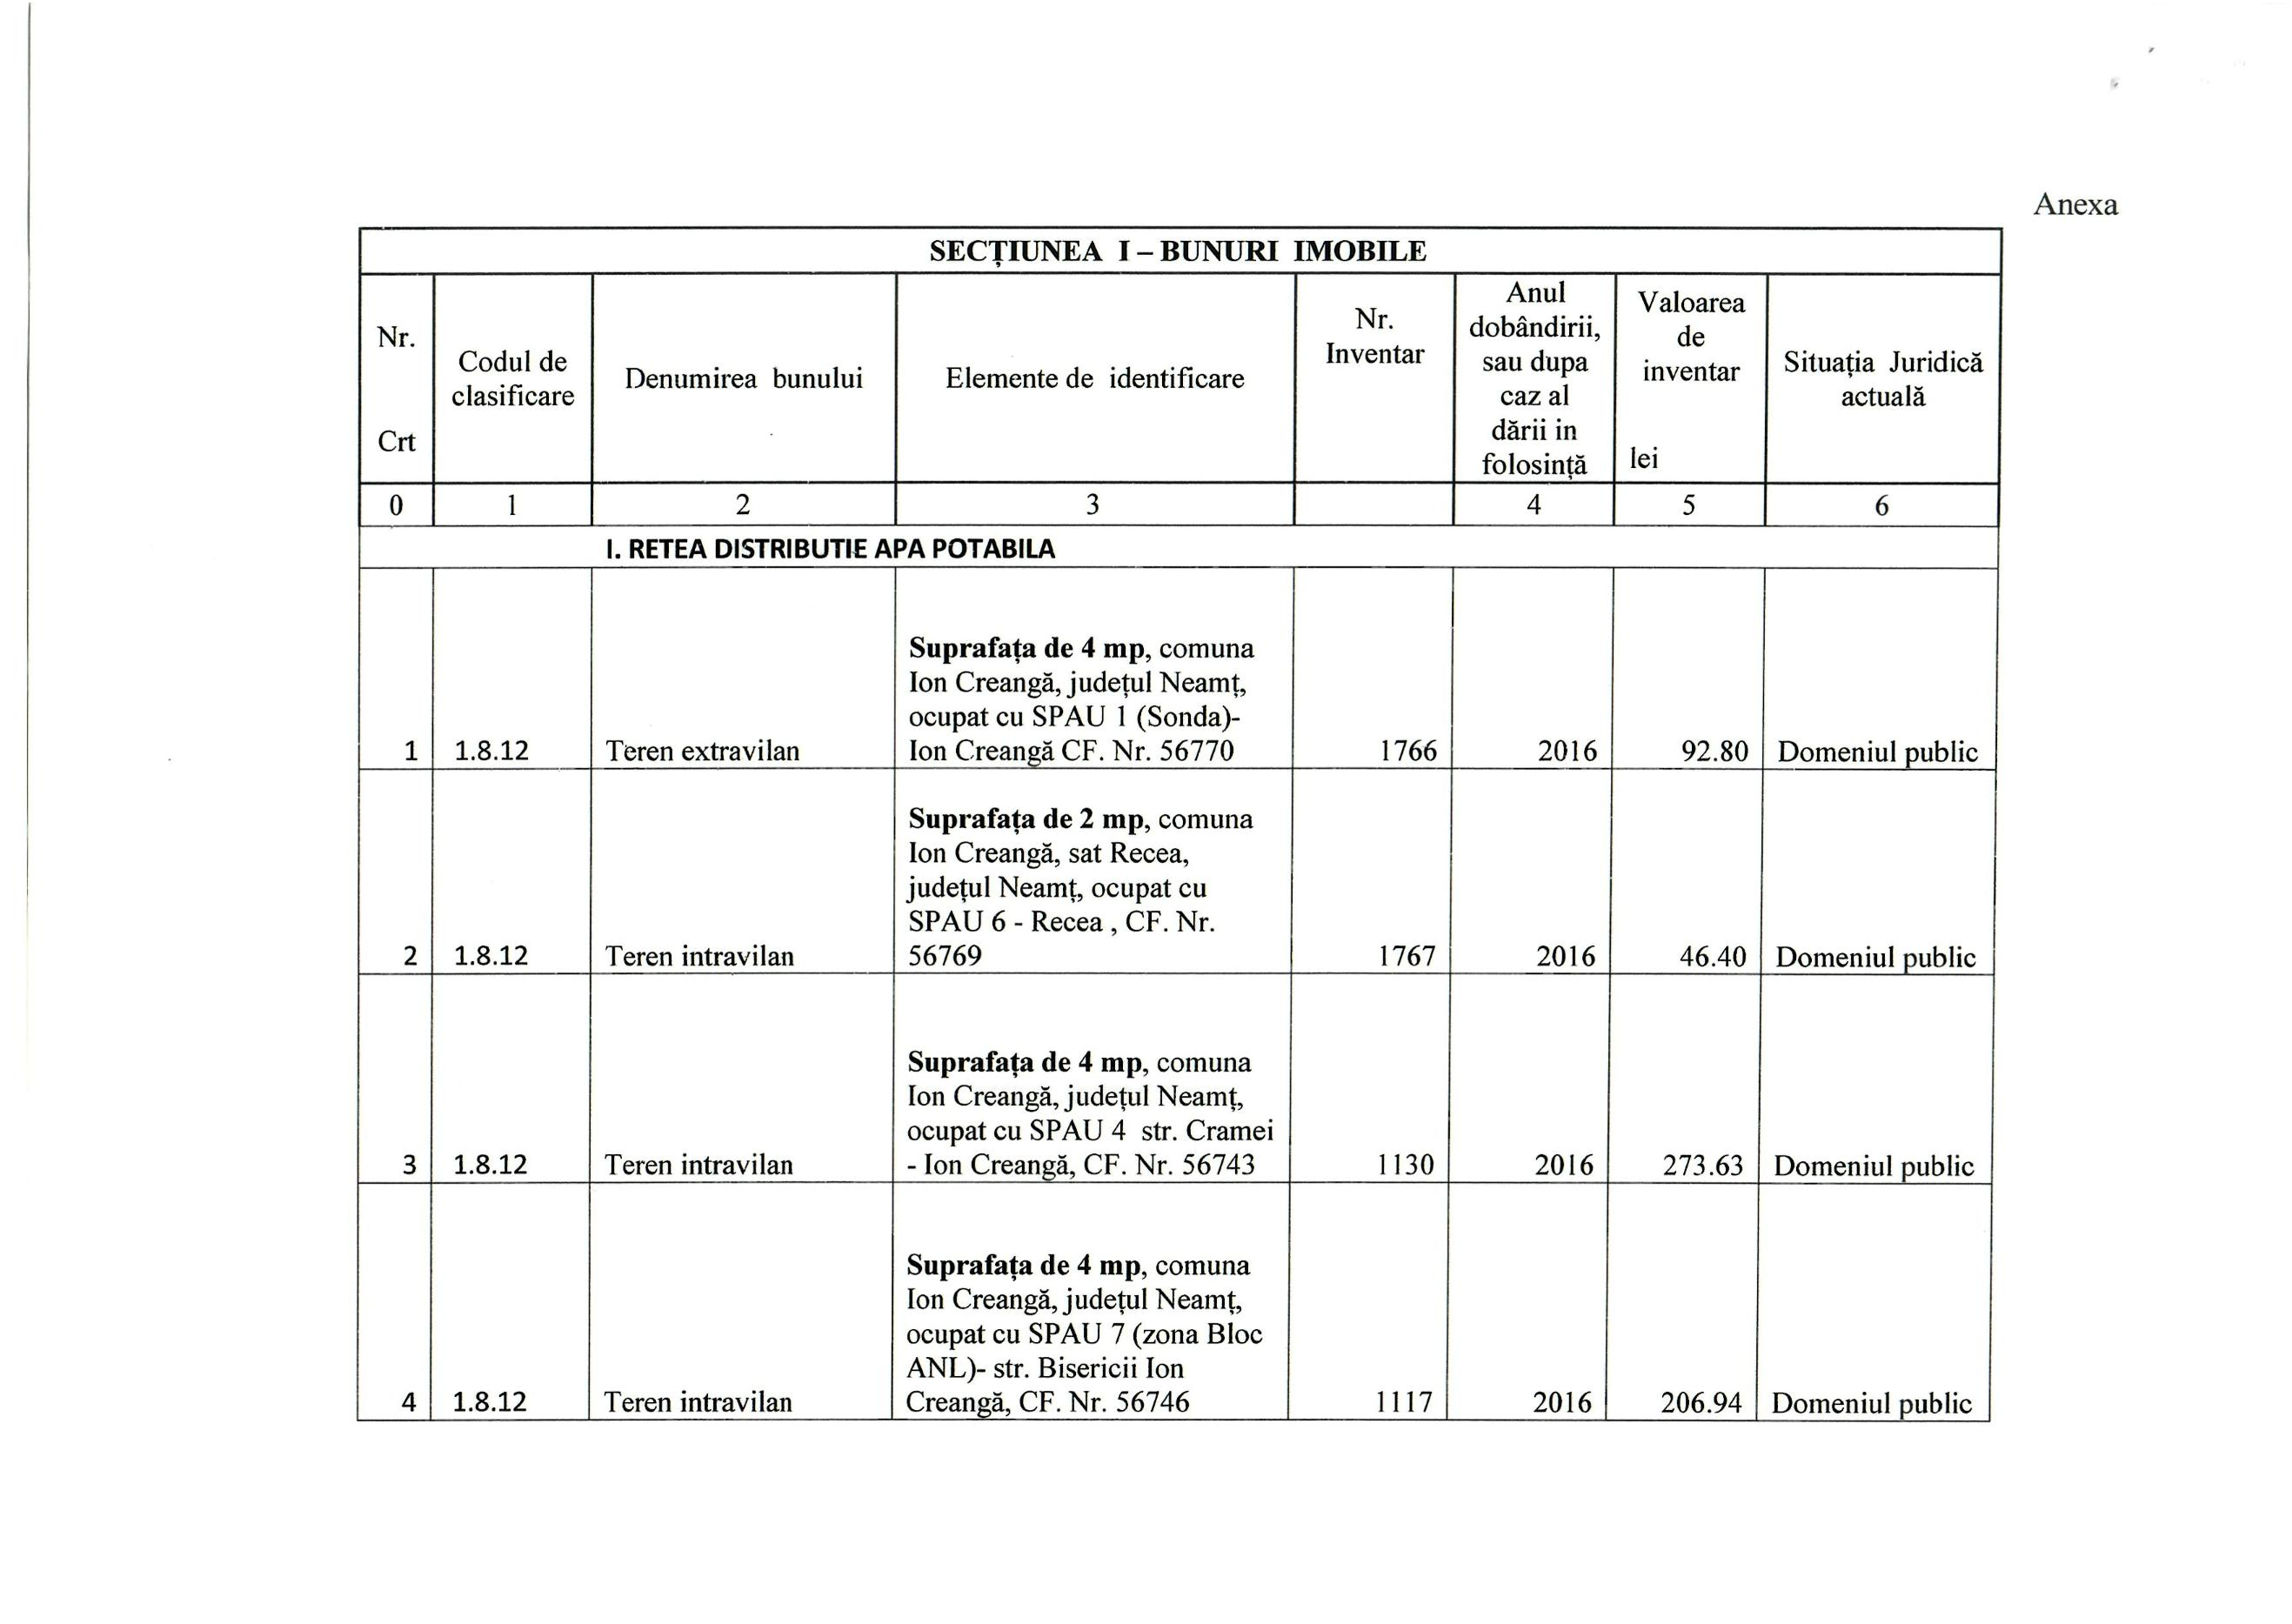 Anexa
SECȚIUNEA I – BUNURI IMOBILE
Nr.
Crt
Codul de
clasificare
Denumirea bunului
Elemente de identificare
Nr.
Inventar
Anul
dobândirii,
sau dupa
caz al
dării in
folosință
Valoarea
de
inventar
lei
Situația Juridică
actuală
0 1 2 3 4 5 6
I. RETEA DISTRIBUTIE APA POTABILA
Suprafața de 4 mp, comuna
Ion Creangă, județul Neamț,
ocupat cu SPAU 1 (Sonda)-
1 1.8.12 Teren extravilan Ion Creangă CF. Nr. 56770 1766 2016 92.80 Domeniul public
Suprafața de 2 mp, comuna
Ion Creangă, sat Recea,
județul Neamț, ocupat cu
SPAU 6 - Recea , CF. Nr.
2 1.8.12 Teren intravilan 56769 1767 2016 46.40 Domeniul public
Suprafața de 4 mp, comuna
Ion Creangă, județul Neamț,
ocupat cu SPAU 4 str. Cramei
3 1.8.12 Teren intravilan - Ion Creangă, CF. Nr. 56743 1130 2016 273.63 Domeniul public
Suprafața de 4 mp, comuna
Ion Creangă, județul Neamț,
ocupat cu SPAU 7 (zona Bloc
ANL)- str. Bisericii Ion
4 1.8.12 Teren intravilan Creangă, CF. Nr. 56746 1117 2016 206.94 Domeniul public